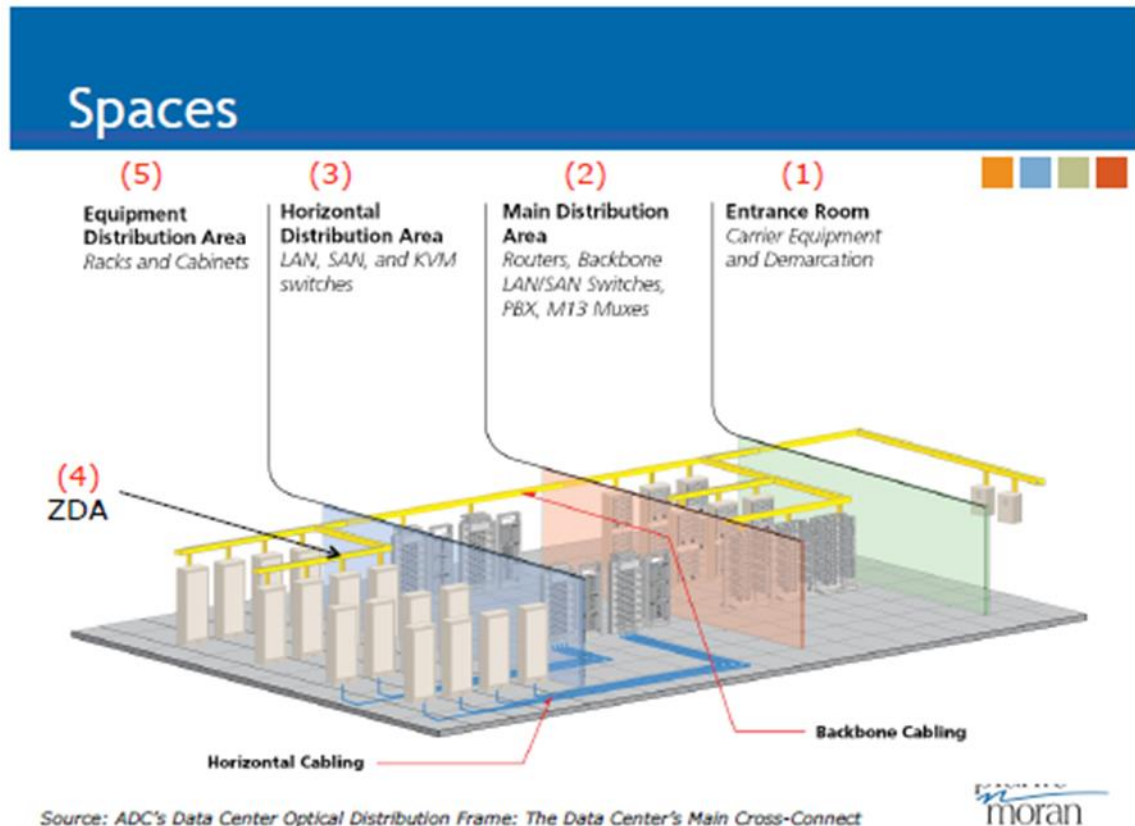 Spaces
(5)
Equipment
Distribution Area
Racks and Cabinets
(3)
Horizontal
Distribution Area
LAN, SAN, and KVM
switches
(2)
Main Distribution
Area
Routers, Backbone
LAN/SAN Switches,
PBX, M13 Muxes
(1)
Entrance Room
Carrier Equipment
and Demarcation
(4)
ZDA
Backbone Cabling
Horizontal Cabling
Source: ADC's Data Center Optical Distribution Frame: The Data Center's Main Cross-Connect
moran